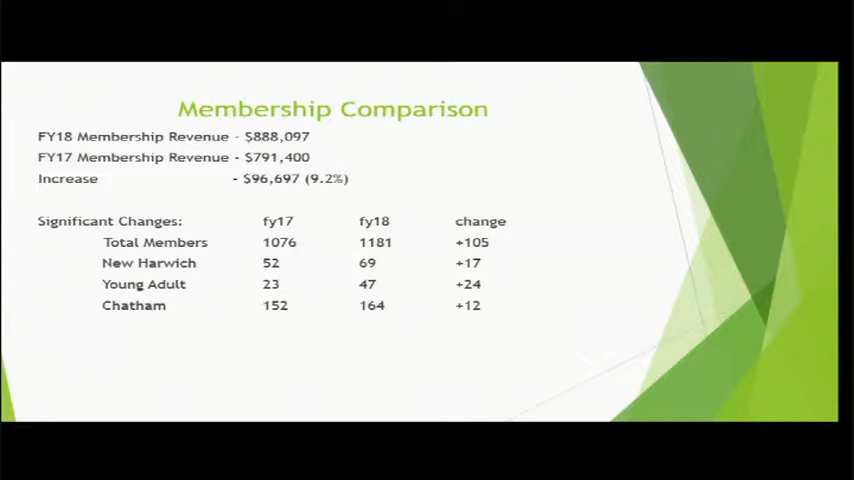 Membership Comparison
FY18 Membership Revenue - $888,097
FY17 Membership Revenue - $791,400
Increase - $96,697 (9.2%)
Significant Changes: fy17 fy18 change
Total Members 1076 1181 +105
New Harwich 52 69 +17
Young Adult 23 47 +24
Chatham 152 164 +12